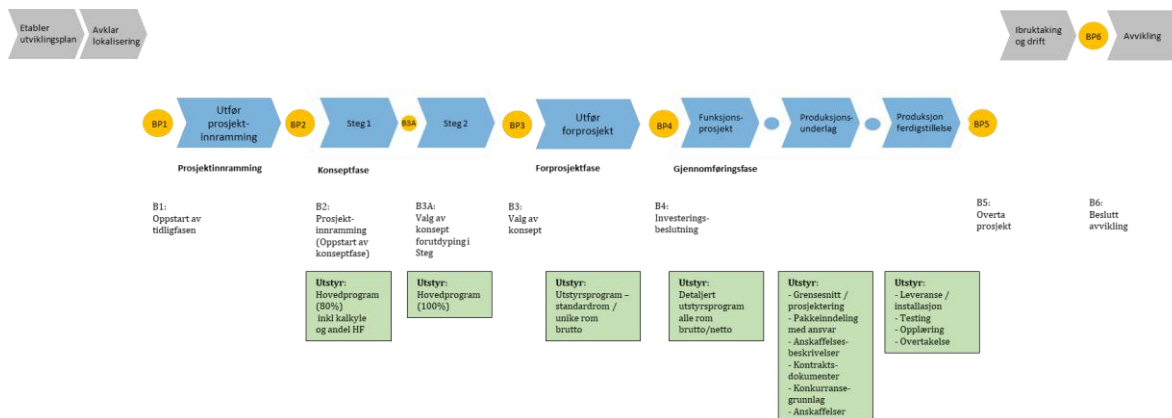 Etabler
utviklingsplan
Avklar
lokalisering
Ibruktaking
og drift
BP6
Avvikling
BP1
Utfør
prosjekt-
innramming
BP2
Steg 1
B3A
Steg 2
BP3
Utfør
forprosjekt
BP4
Funksjons-
prosjekt
Produksjons-
underlag
Produksjon
ferdigstillelse
BP5
Prosjektinnramming
Konseptfase
Forprosjektfase
Gjennomføringsfase
B1:
Oppstart av
tidligfasen
B2:
Prosjekt-
innramming
(Oppstart av
konseptfase)
B3A:
Valg av
konsept
forutdyping i
Steg
B3:
Valg av
konsept
B4:
Investerings-
beslutning
B5:
Overta
prosjekt
B6:
Beslutt
avvikling
Utstyr:
Hovedprogram
(80%)
inkl kalkyle
og andel HF
Utstyr:
Hovedprogram
(100%)
Utstyr:
Utstyrsprogram –
standardrom /
unike rom
brutto
Utstyr:
Detaljert
utstyrsprogram
alle rom
brutto/netto
Utstyr:
- Grensesnitt /
prosjektering
- Pakkeinndeling
med ansvar
- Anskaffelses-
beskrivelser
- Kontrakts-
dokumenter
- Konkurranse-
grunnlag
- Anskaffelser
Utstyr:
- Leveranse /
installasjon
- Testing
- Opplæring
- Overtakelse